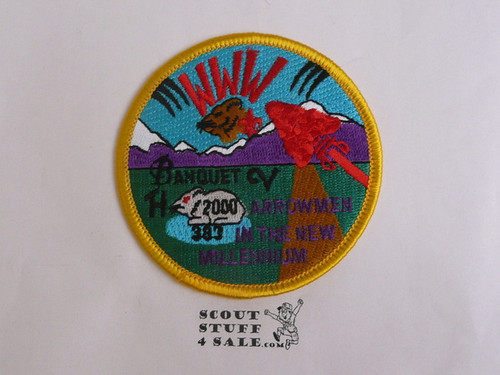 WWW
BANQUET V
H 2000 ARROWMEN
383 IN THE NEW
MILLENNIUM
SCOUT
STUFF
4 SALE.COM